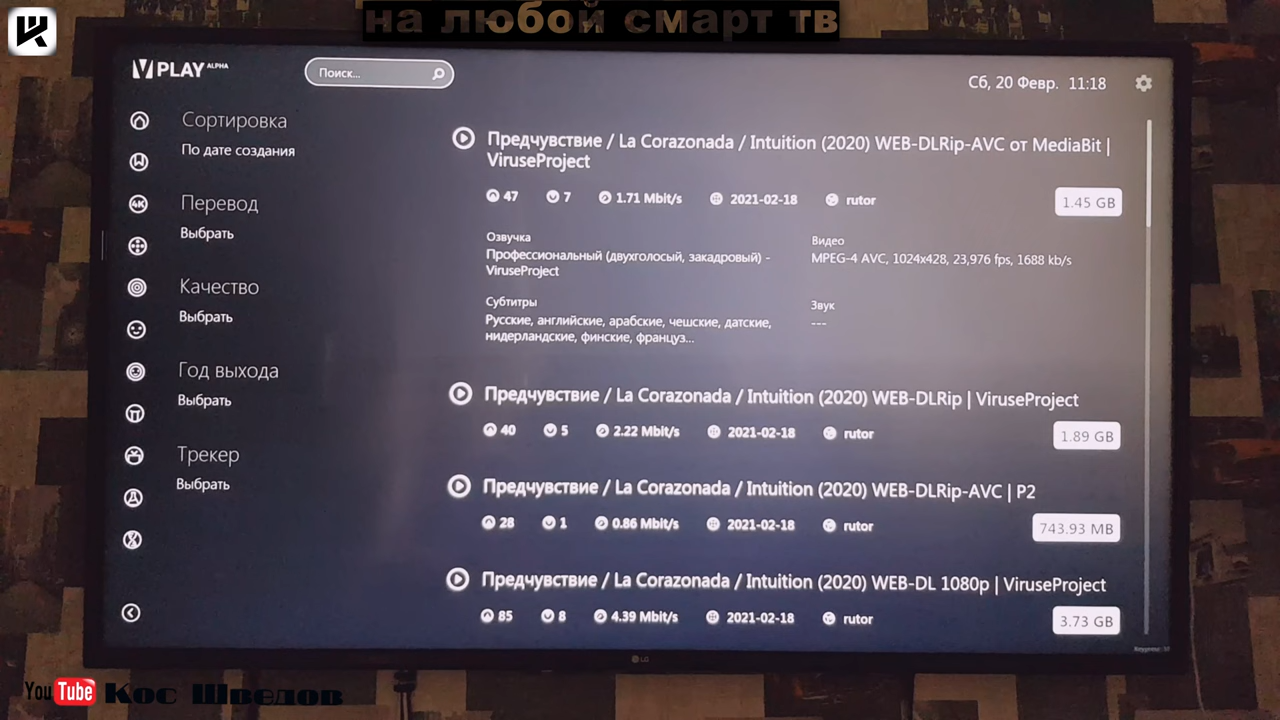 на любой смарт тв
VPLAY ALPHA
Поиск...
Сб, 20 Февр. 11:18
Сортировка
По дате создания
Перевод
Выбрать
Качество
Выбрать
Год выхода
Выбрать
Трекер
Выбрать
4K
Предчувствие / La Corazonada / Intuition (2020) WEB-DLRip-AVC от MediaBit |
ViruseProject
47 7 1.71 Mbit/s 2021-02-18 rutor 1.45 GB
Озвучка
Профессиональный (двухголосый, закадровый) -
ViruseProject
Видео
MPEG-4 AVC, 1024x428, 23,976 fps, 1688 kb/s
Субтитры
Русские, английские, арабские, чешские, датские,
нидерландские, финские, француз...
Звук
---
Предчувствие / La Corazonada / Intuition (2020) WEB-DLRip | ViruseProject
40 5 2.22 Mbit/s 2021-02-18 rutor 1.89 GB
Предчувствие / La Corazonada / Intuition (2020) WEB-DLRip-AVC | P2
28 1 0.86 Mbit/s 2021-02-18 rutor 743.93 MB
Предчувствие / La Corazonada / Intuition (2020) WEB-DL 1080p | ViruseProject
85 8 4.39 Mbit/s 2021-02-18 rutor 3.73 GB
LG
YouTube Кос Шведов